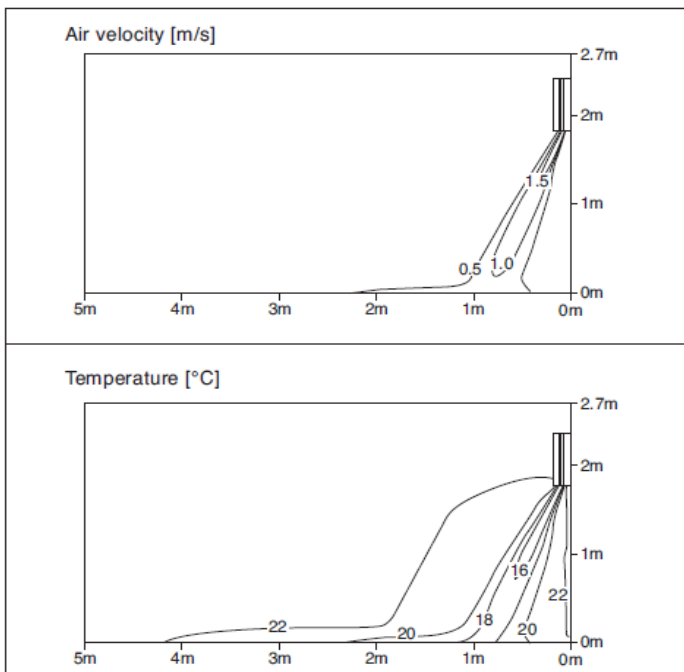 Air velocity [m/s]
2.7m
2m
1.5
1m
0.5 1.0
0m
5m 4m 3m 2m 1m 0m
Temperature [°C]
2.7m
2m
1m
16
22
18
22 20 20
0m
5m 4m 3m 2m 1m 0m